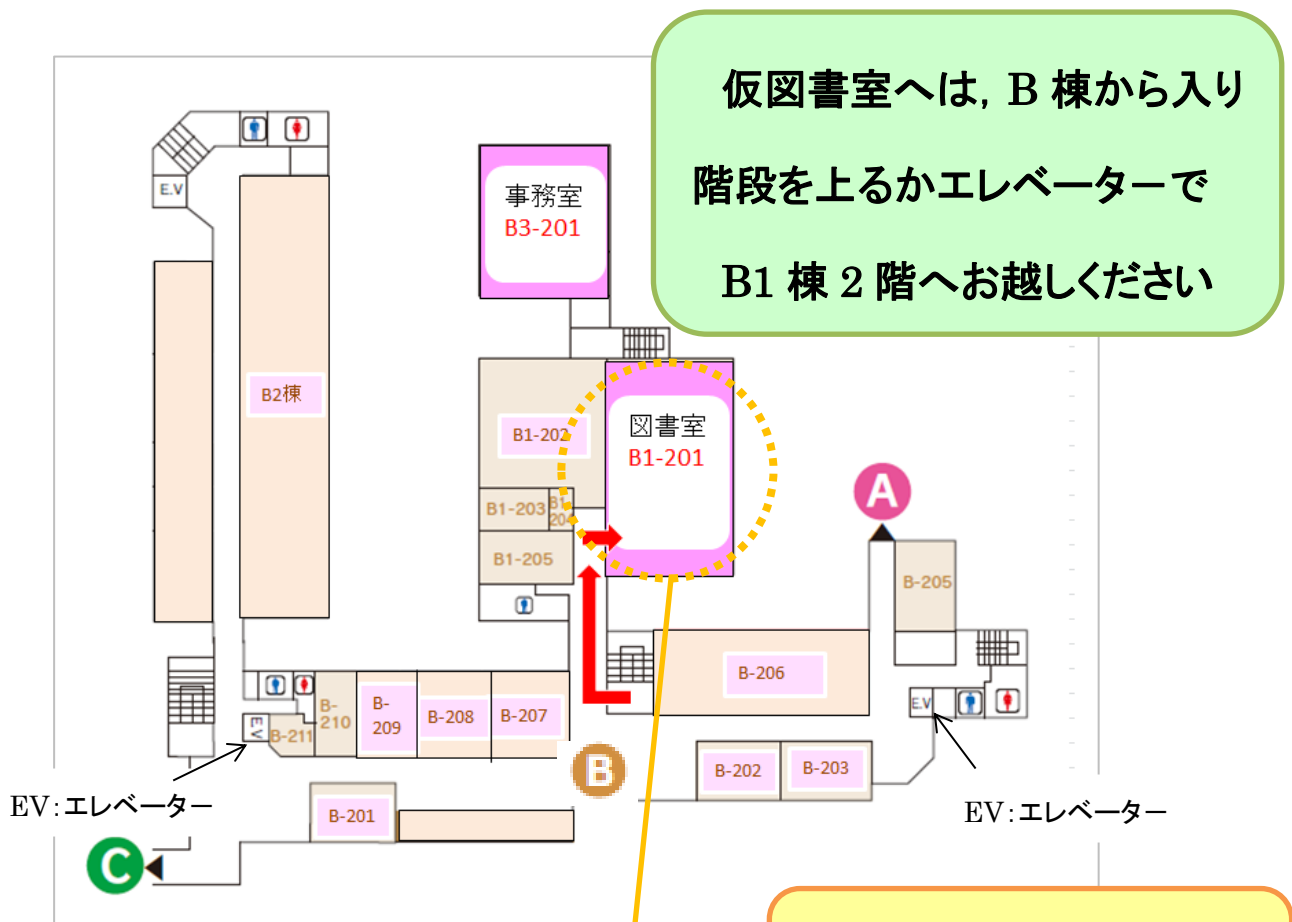 仮図書室へは，B 棟から入り
階段を上るかエレベーターで
B1 棟 2 階へお越しください
E.V
事務室
B3-201
B2棟
B1-202
図書室
B1-201
A
B1-203
B1-
204
B1-205
B-205
B-206
B-
210
B-
209
B-208
B-207
E.V
E.V
B-211
B
B-202
B-203
EV：エレベーター
B-201
EV：エレベーター
C